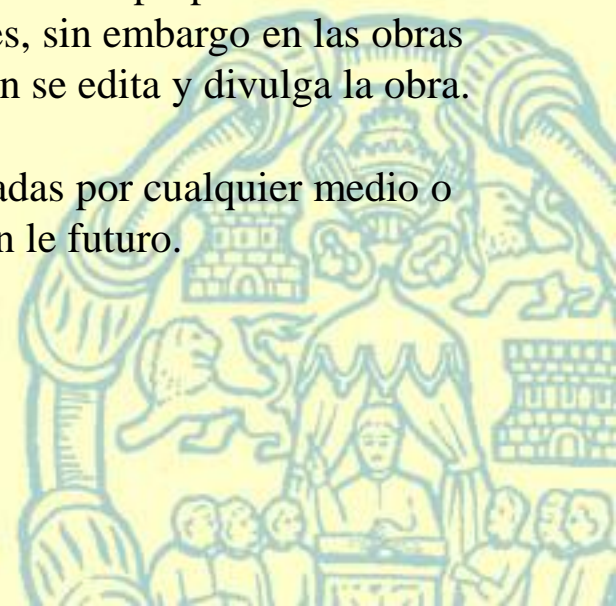 es, sin embargo en las obras
n se edita y divulga la obra.
adas por cualquier medio o
n le futuro.